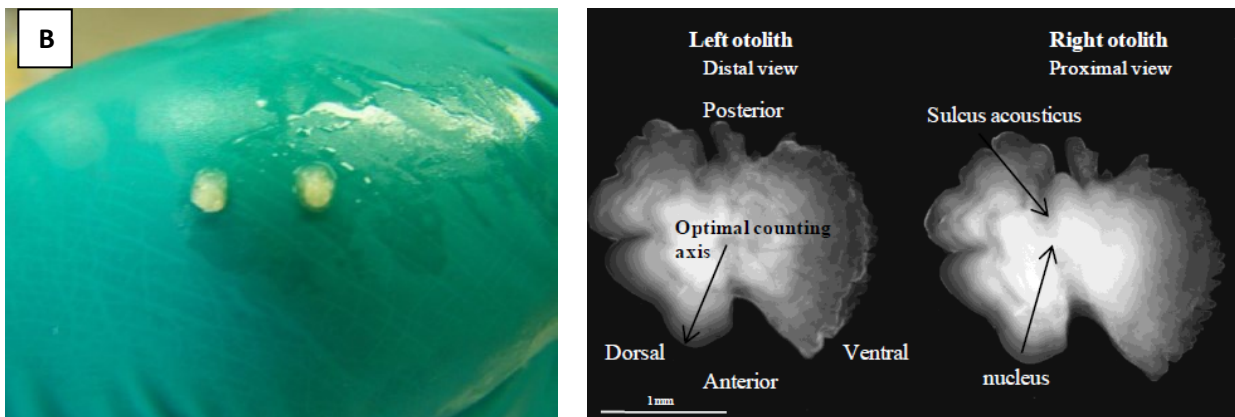 B
Left otolith
Distal view
Posterior
Optimal counting
axis
Dorsal
Anterior
Ventral
1mm
Right otolith
Proximal view
Sulcus acousticus
nucleus